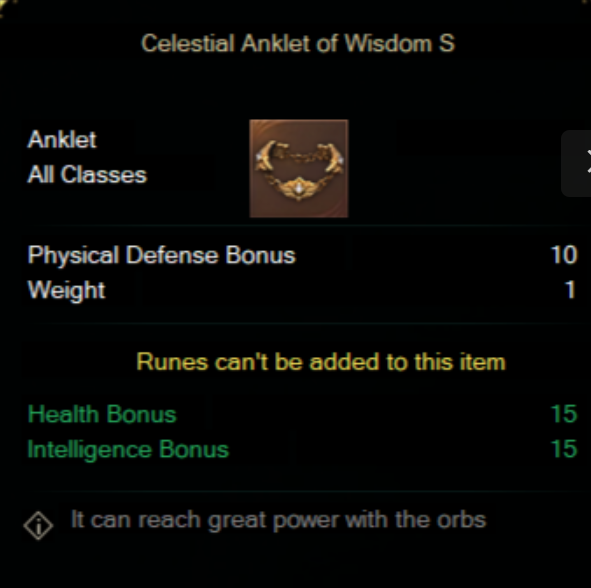 Celestial Anklet of Wisdom S
Anklet
All Classes
Physical Defense Bonus 10
Weight 1
Runes can't be added to this item
Health Bonus 15
Intelligence Bonus 15
It can reach great power with the orbs